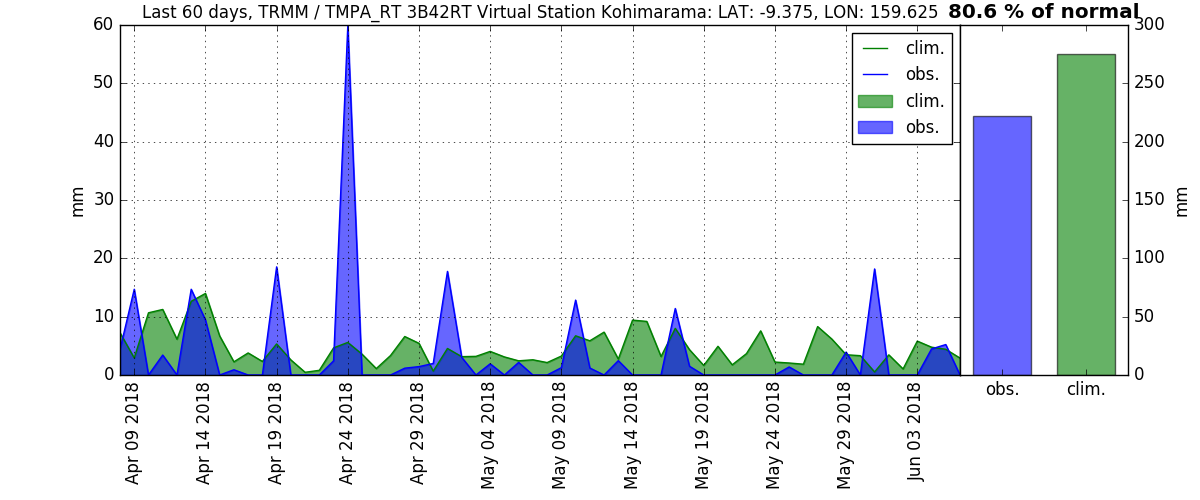 Last 60 days, TRMM / TMPA_RT 3B42RT Virtual Station Kohimarama: LAT: -9.375, LON: 159.625 80.6 % of normal
60
50
40
30
20
10
0
mm
clim.
obs.
clim.
obs.
300
250
200
150
100
50
0
mm
obs. clim.
Apr 09 2018
Apr 14 2018
Apr 19 2018
Apr 24 2018
Apr 29 2018
May 04 2018
May 09 2018
May 14 2018
May 19 2018
May 24 2018
May 29 2018
Jun 03 2018